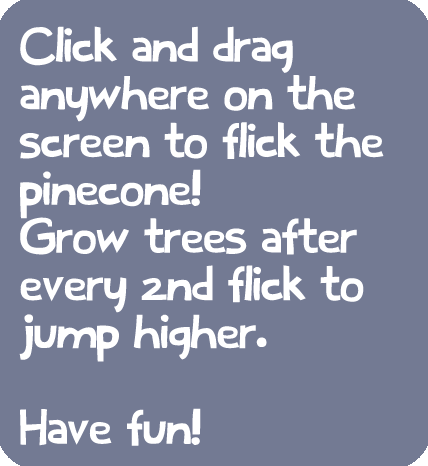 Click and drag
anywhere on the
screen to flick the
pinecone!
Grow trees after
every 2nd flick to
jump higher.
Have fun!